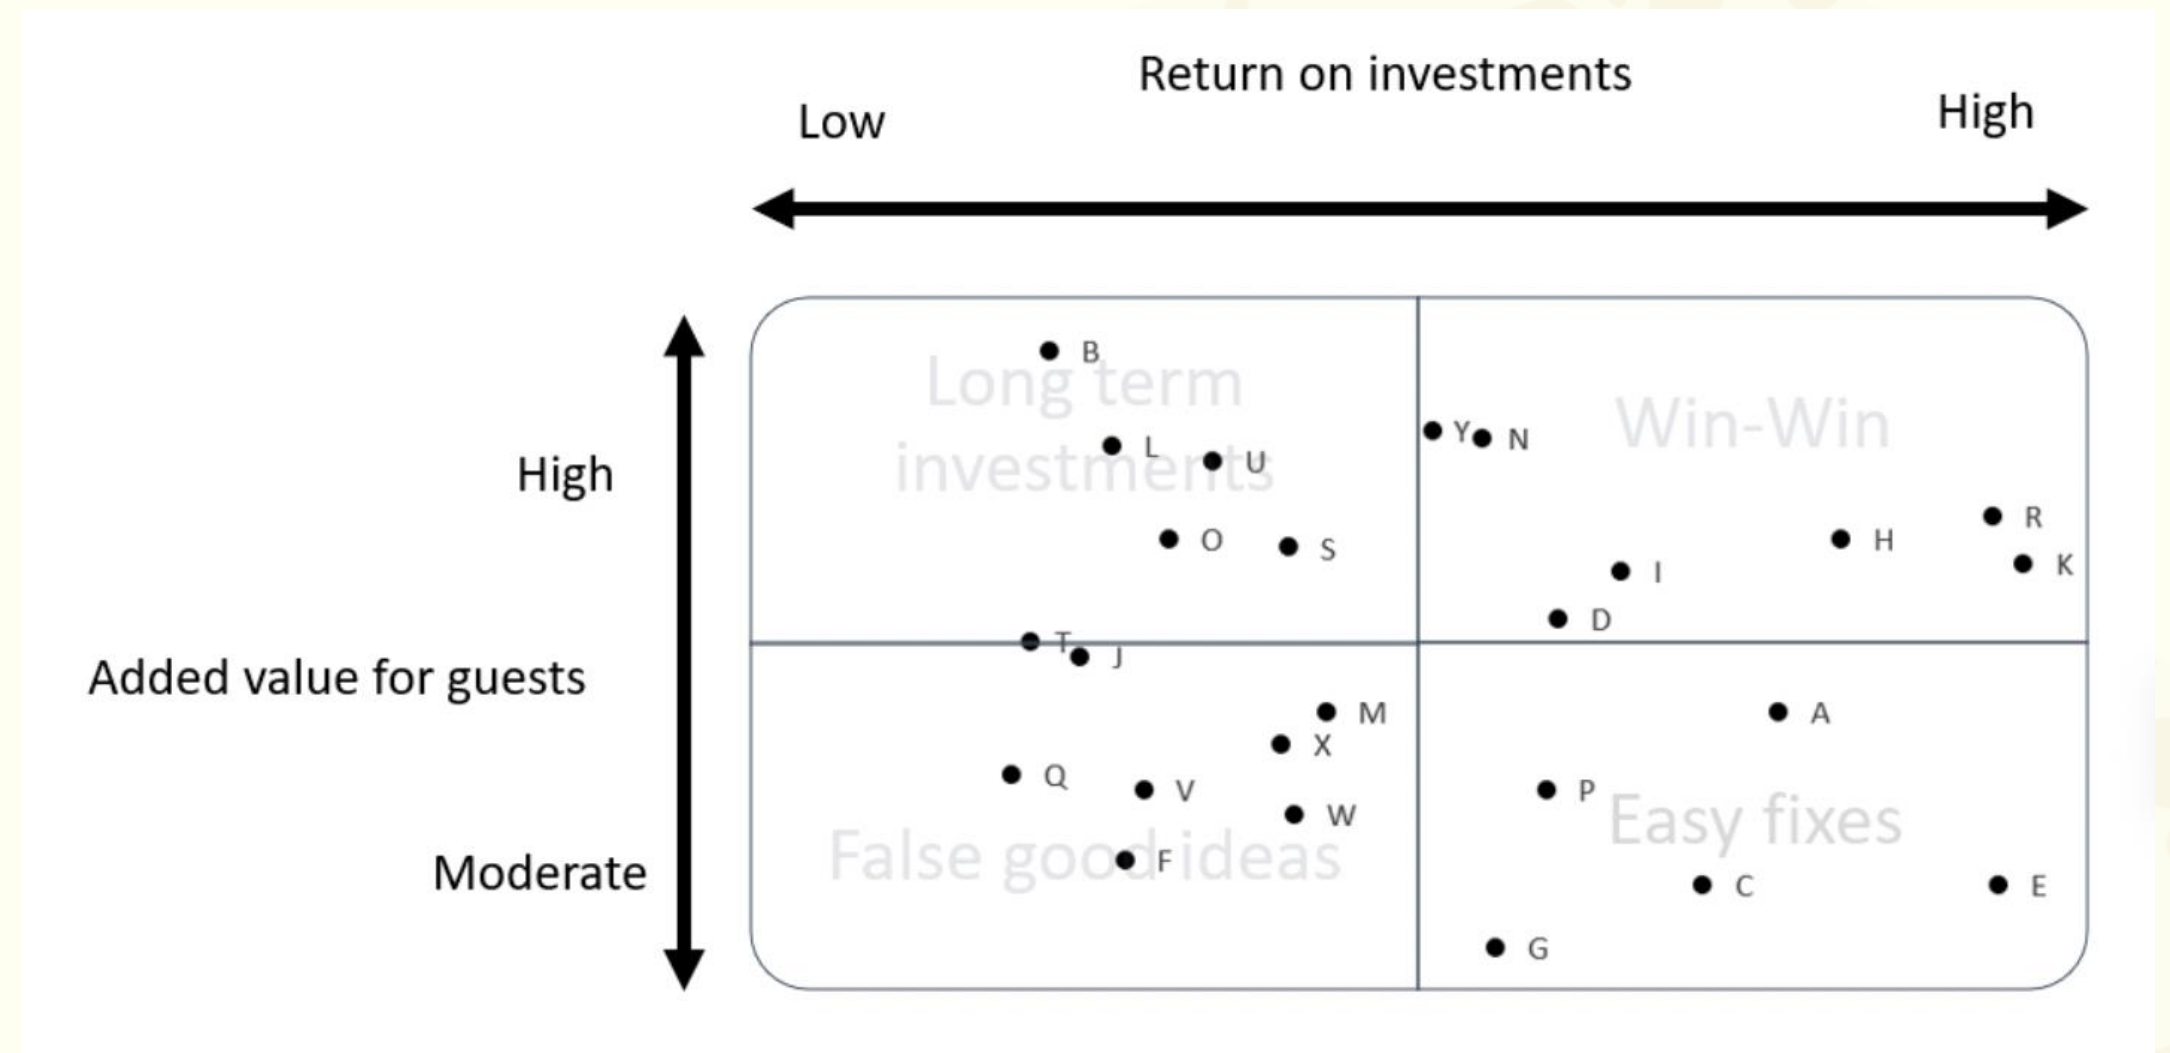 Return on investments
Low
High
B
Long term
Y N
Win-Win
L
U
investments
High
R
O
S
H
K
I
D
T
J
Added value for guests
M
A
X
Q
V
P
W
Easy fixes
False good ideas
F
Moderate
C
E
G